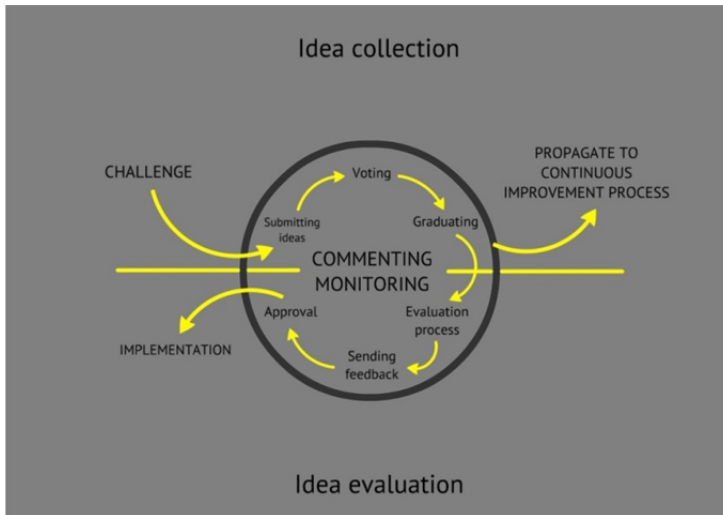 Idea collection
CHALLENGE
PROPAGATE TO
CONTINUOUS
IMPROVEMENT PROCESS
Voting
Submitting
ideas
Graduating
COMMENTING
MONITORING
Approval
Evaluation
process
Sending
feedback
IMPLEMENTATION
Idea evaluation